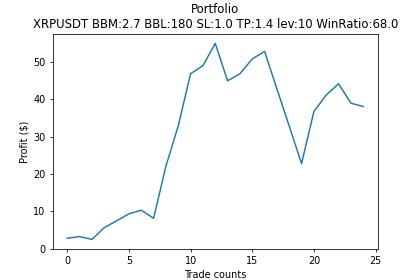 Portfolio
XRPUSDT BBM:2.7 BBL:180 SL:1.0 TP:1.4 lev:10 WinRatio:68.0
Profit ($)
50
40
30
20
10
0
0 5 10 15 20 25
Trade counts